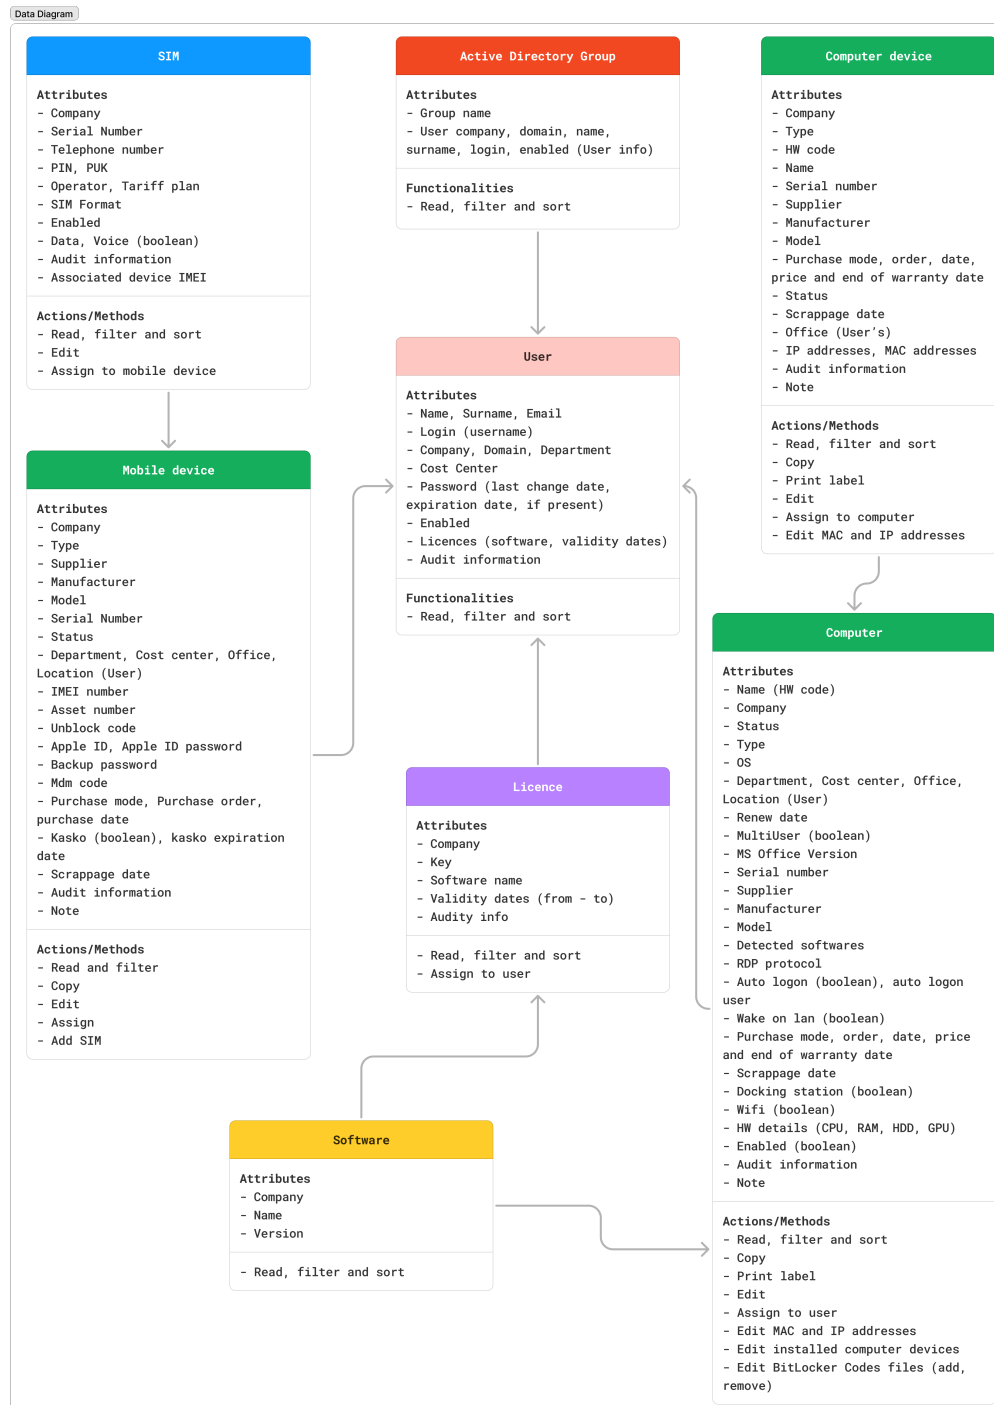 Data Diagram
SIM
Attributes
- Company
- Serial Number
- Telephone number
- PIN, PUK
- Operator, Tariff plan
- SIM Format
- Enabled
- Data, Voice (boolean)
- Audit information
- Associated device IMEI
Actions/Methods
- Read, filter and sort
- Edit
- Assign to mobile device
Active Directory Group
Attributes
- Group name
- User company, domain, name,
surname, login, enabled (User info)
Functionalities
- Read, filter and sort
Computer device
Attributes
- Company
- Type
- HW code
- Name
- Serial number
- Supplier
- Manufacturer
- Model
- Purchase mode, order, date,
price and end of warranty date
- Status
- Scrappage date
- Office (User’s)
- IP addresses, MAC addresses
- Audit information
- Note
Actions/Methods
- Read, filter and sort
- Copy
- Print label
- Edit
- Assign to computer
- Edit MAC and IP addresses
User
Attributes
- Name, Surname, Email
- Login (username)
- Company, Domain, Department
- Cost Center
- Password (last change date,
expiration date, if present)
- Enabled
- Licences (software, validity dates)
- Audit information
Functionalities
- Read, filter and sort
Mobile device
Attributes
- Company
- Type
- Supplier
- Manufacturer
- Model
- Serial Number
- Status
- Department, Cost center, Office,
Location (User)
- IMEI number
- Asset number
- Unblock code
- Apple ID, Apple ID password
- Backup password
- Mdm code
- Purchase mode, Purchase order,
purchase date
- Kasko (boolean), kasko expiration
date
- Scrappage date
- Audit information
- Note
Actions/Methods
- Read and filter
- Copy
- Edit
- Assign
- Add SIM
Licence
Attributes
- Company
- Key
- Software name
- Validity dates (from - to)
- Audity info
- Read, filter and sort
- Assign to user
Computer
Attributes
- Name (HW code)
- Company
- Status
- Type
- OS
- Department, Cost center, Office,
Location (User)
- Renew date
- MultiUser (boolean)
- MS Office Version
- Serial number
- Supplier
- Manufacturer
- Model
- Detected softwares
- RDP protocol
- Auto logon (boolean), auto logon
user
- Wake on lan (boolean)
- Purchase mode, order, date, price
and end of warranty date
- Scrappage date
- Docking station (boolean)
- Wifi (boolean)
- HW details (CPU, RAM, HDD, GPU)
- Enabled (boolean)
- Audit information
- Note
Actions/Methods
- Read, filter and sort
- Copy
- Print label
- Edit
- Assign to user
- Edit MAC and IP addresses
- Edit installed computer devices
- Edit BitLocker Codes files (add,
remove)
Software
Attributes
- Company
- Name
- Version
- Read, filter and sort